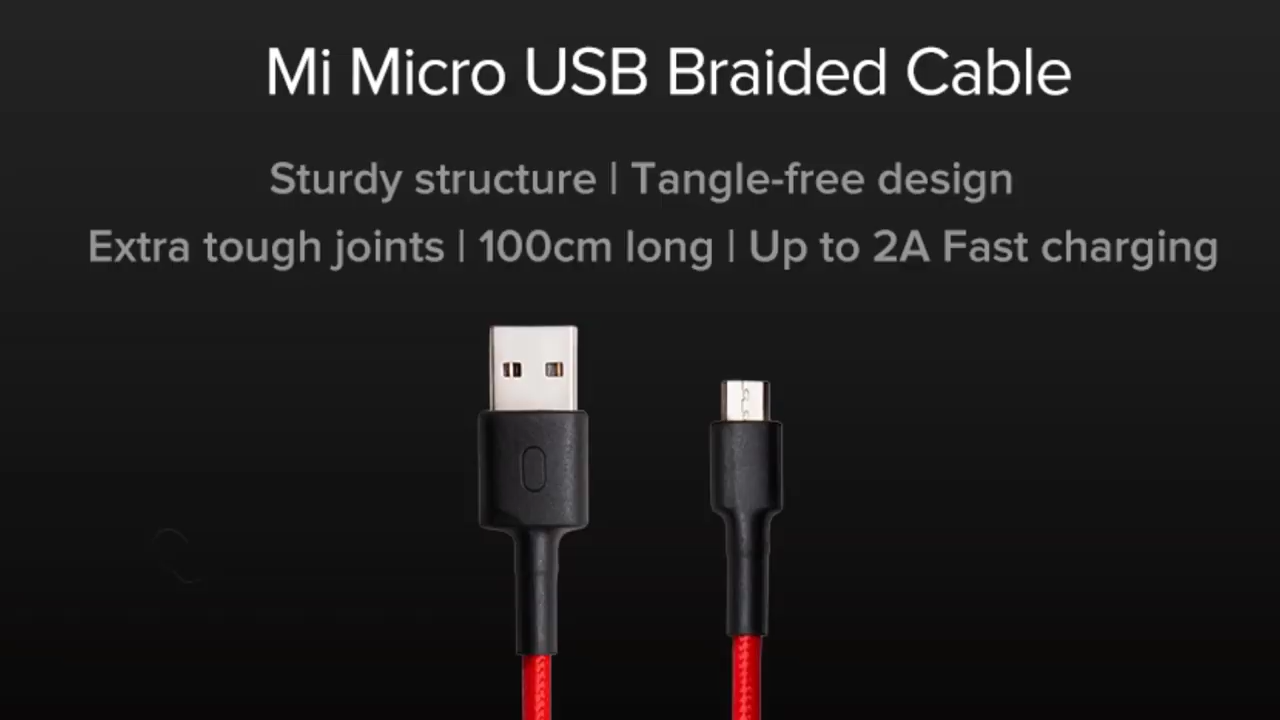 Mi Micro USB Braided Cable
Sturdy structure | Tangle-free design
Extra tough joints | 100cm long | Up to 2A Fast charging